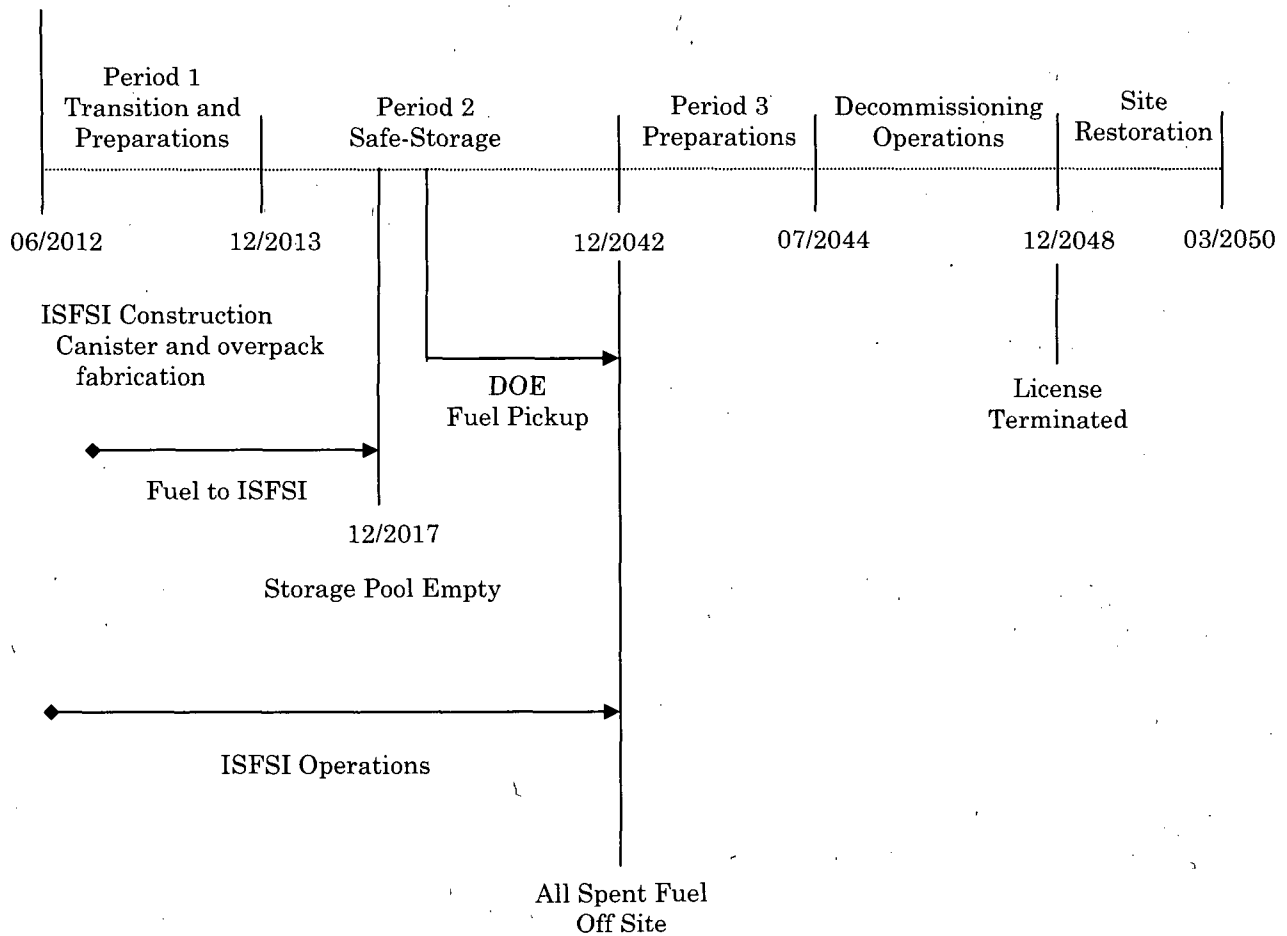 Period 1
Transition and
Preparations
Period 2
Safe-Storage
Period 3
Preparations
Decommissioning
Operations
Site
Restoration
06/2012
12/2013
12/2042
07/2044
12/2048
03/2050
ISFSI Construction
Canister and overpack
fabrication
DOE
Fuel Pickup
License
Terminated
Fuel to ISFSI
12/2017
Storage Pool Empty
ISFSI Operations
All Spent Fuel
Off Site